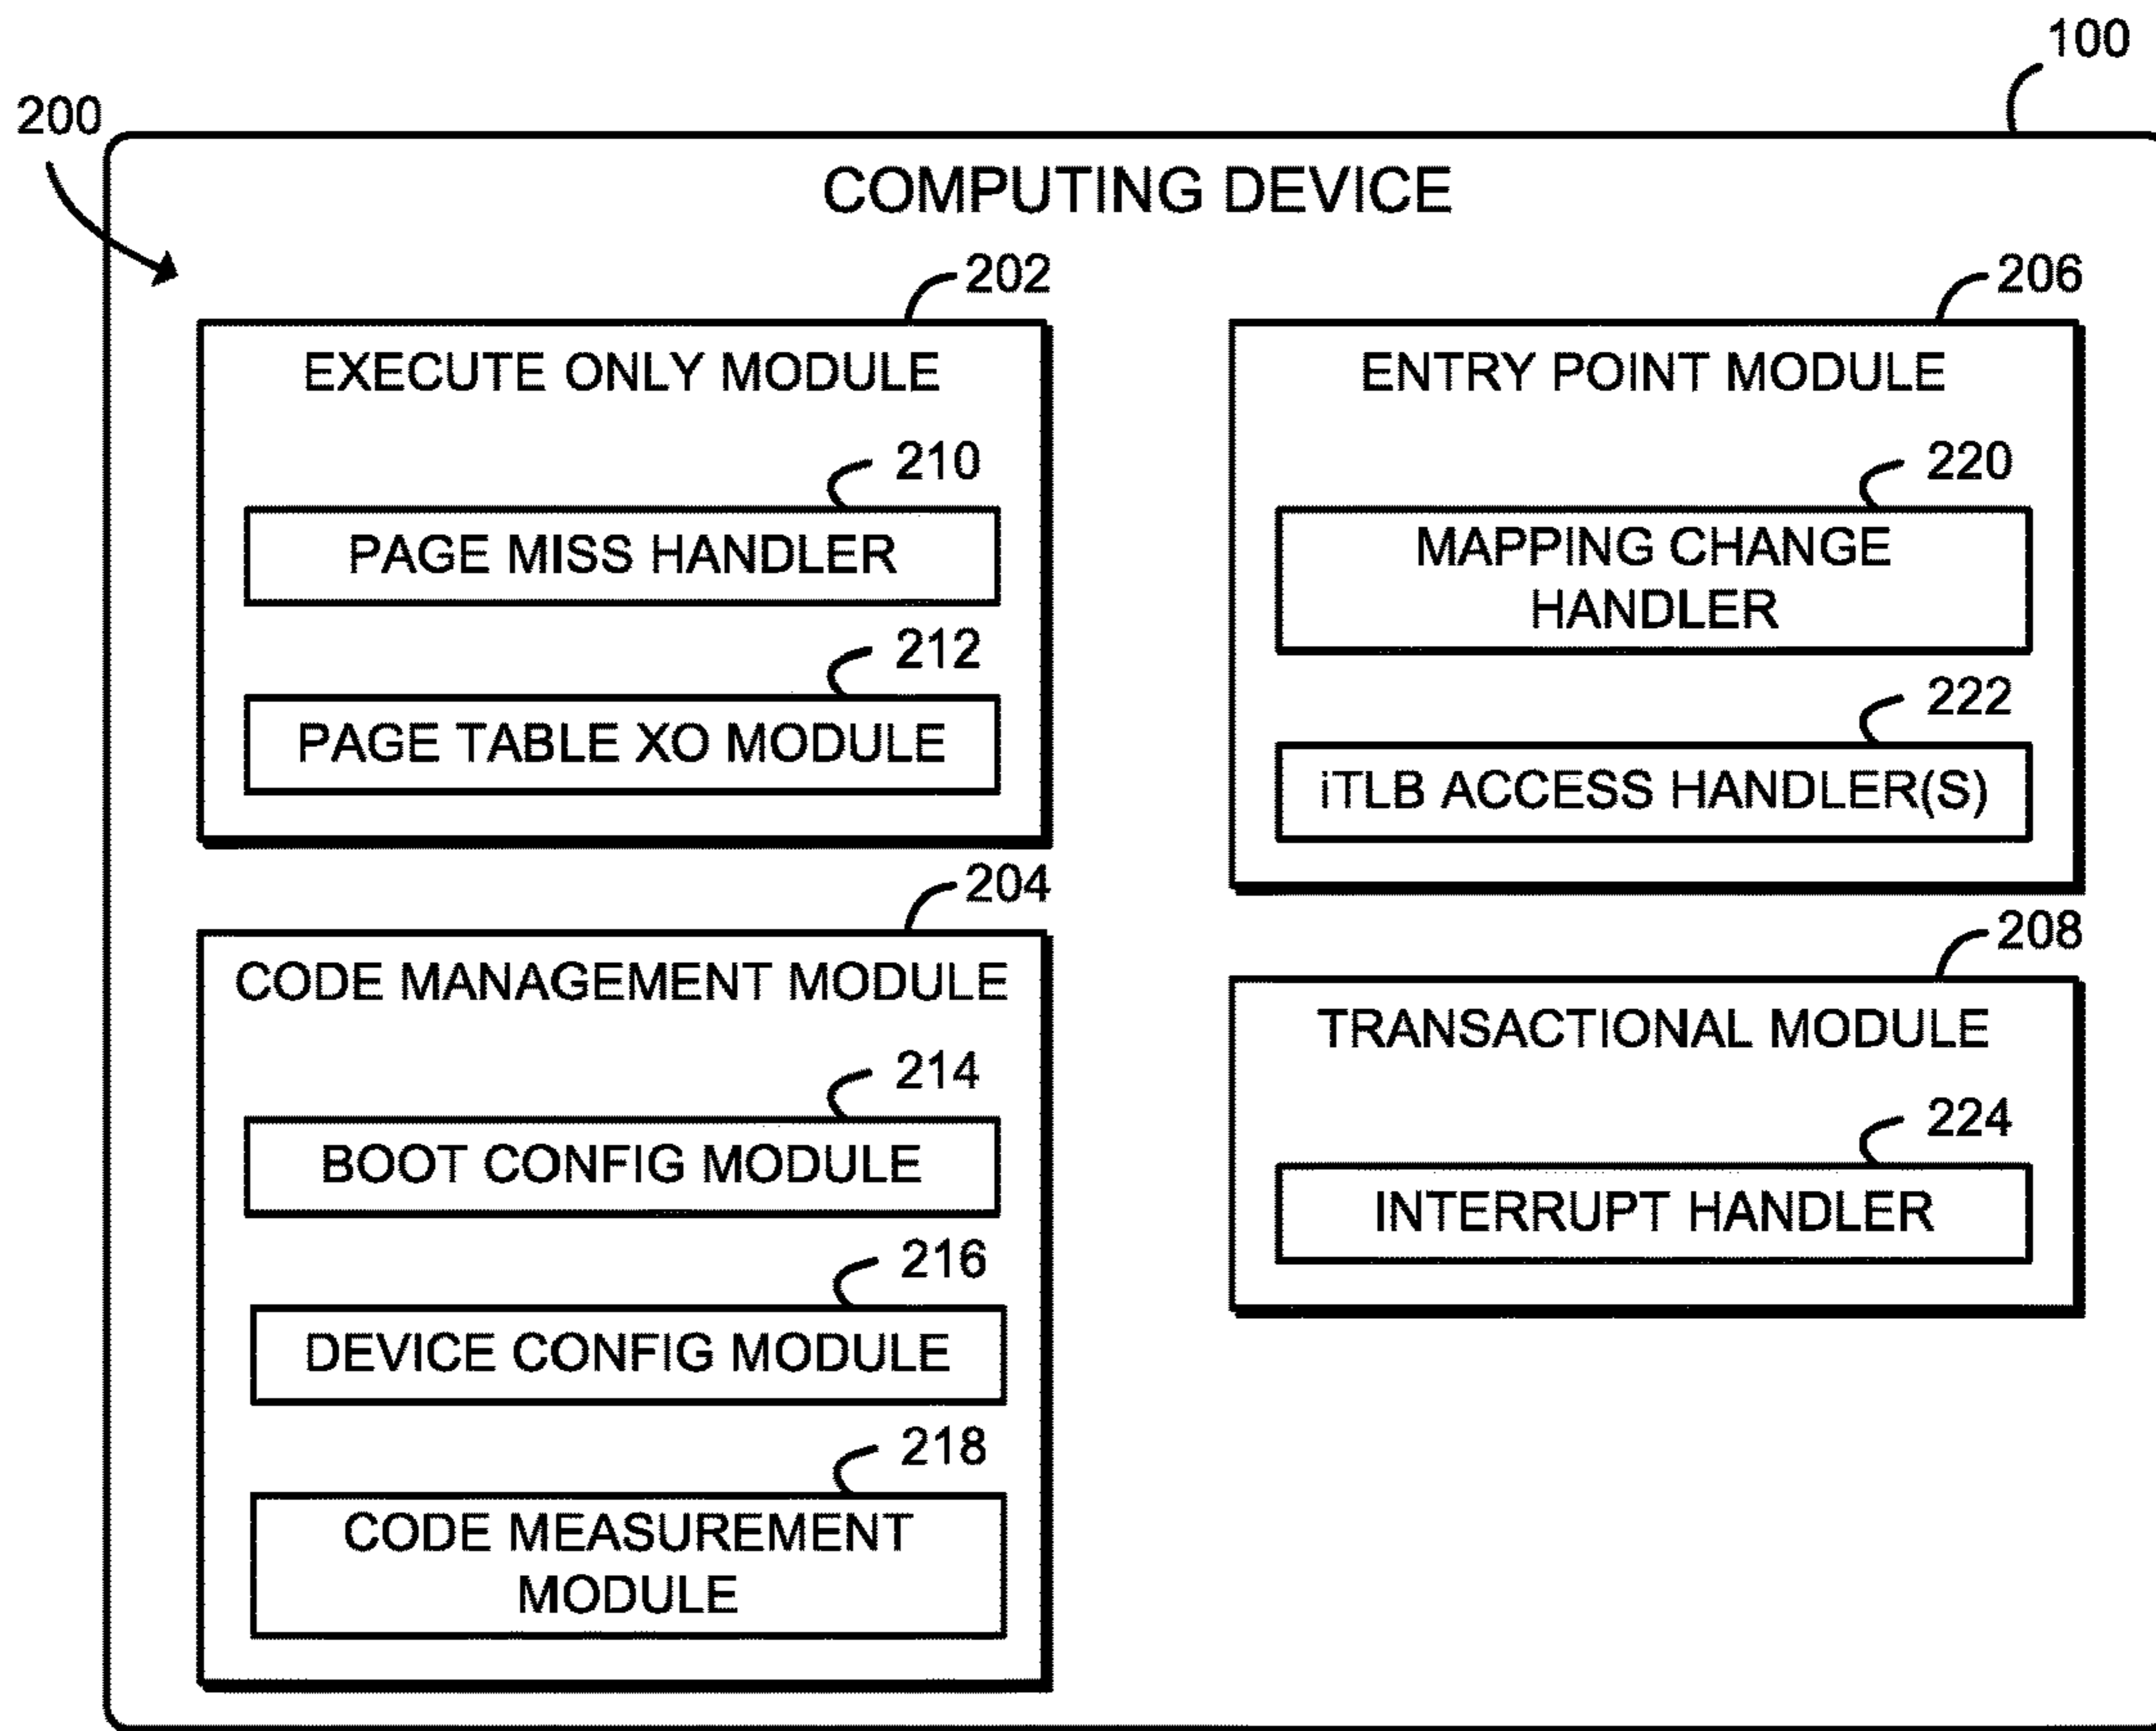 100
200
COMPUTING DEVICE
202
EXECUTE ONLY MODULE
210
PAGE MISS HANDLER
212
PAGE TABLE XO MODULE
204
CODE MANAGEMENT MODULE
214
BOOT CONFIG MODULE
216
DEVICE CONFIG MODULE
218
CODE MEASUREMENT
MODULE
206
ENTRY POINT MODULE
220
MAPPING CHANGE
HANDLER
222
iTLB ACCESS HANDLER(S)
208
TRANSACTIONAL MODULE
224
INTERRUPT HANDLER